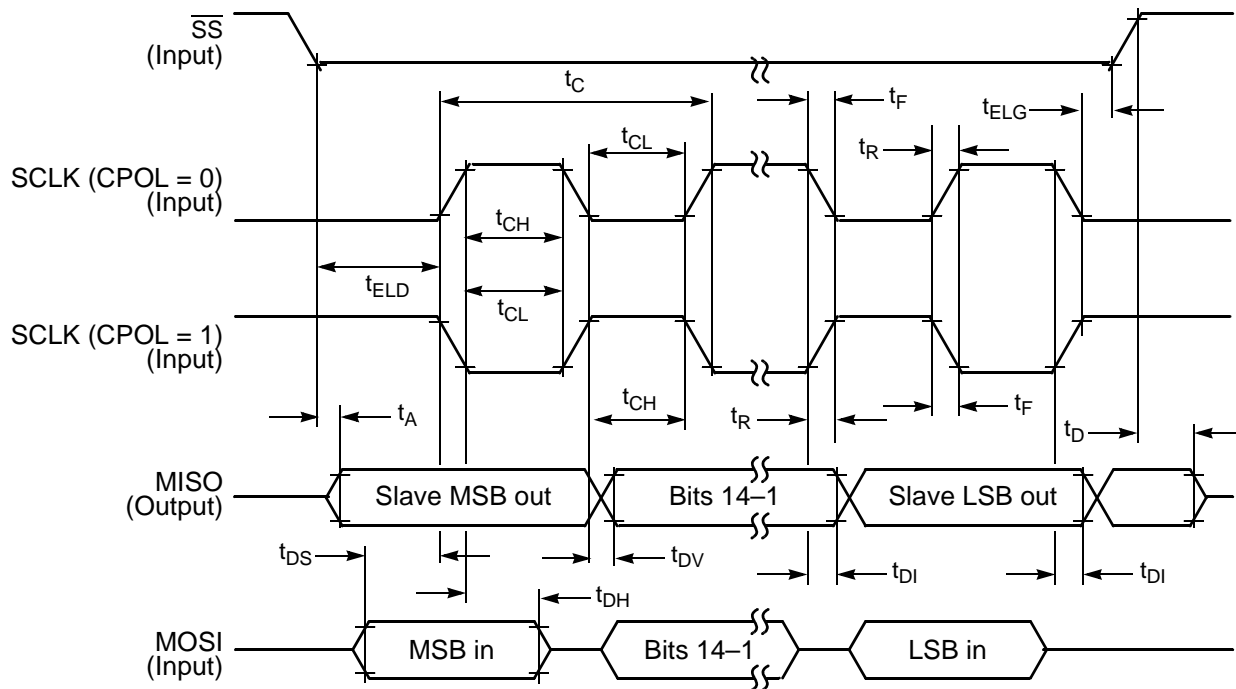 SS
(Input)
t_C
t_F
t_ELG
t_CL
t_R
SCLK (CPOL = 0)
(Input)
t_CH
t_ELD
t_CL
SCLK (CPOL = 1)
(Input)
t_A
t_CH
t_R
t_F
t_D
MISO
(Output)
Slave MSB out
Bits 14–1
Slave LSB out
t_DS
t_DV
t_DI
t_DI
t_DH
MOSI
(Input)
MSB in
Bits 14–1
LSB in